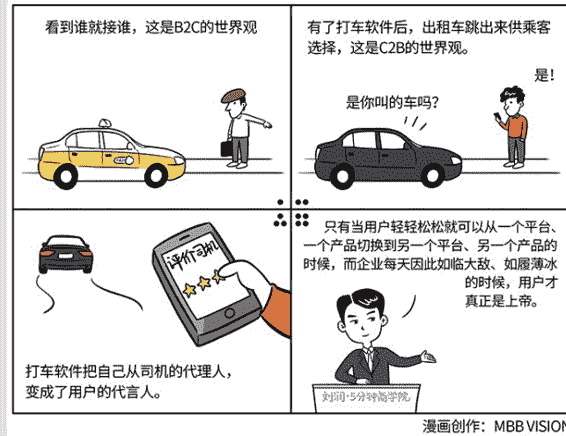 看到谁就接谁，这是B2C的世界观
有了打车软件后，出租车跳出来供乘客
选择，这是C2B的世界观。
是！
是你叫的车吗？
评价司机
打车软件把自己从司机的代理人，
变成了用户的代言人。
只有当用户轻轻松松就可以从一个平台、
一个产品切换到另一个平台、另一个产品的
时候，而企业每天因此如临大敌、如履薄冰
的时候，用户才
真正是上帝。
刘润·5分钟商学院
漫画创作：MBB VISION